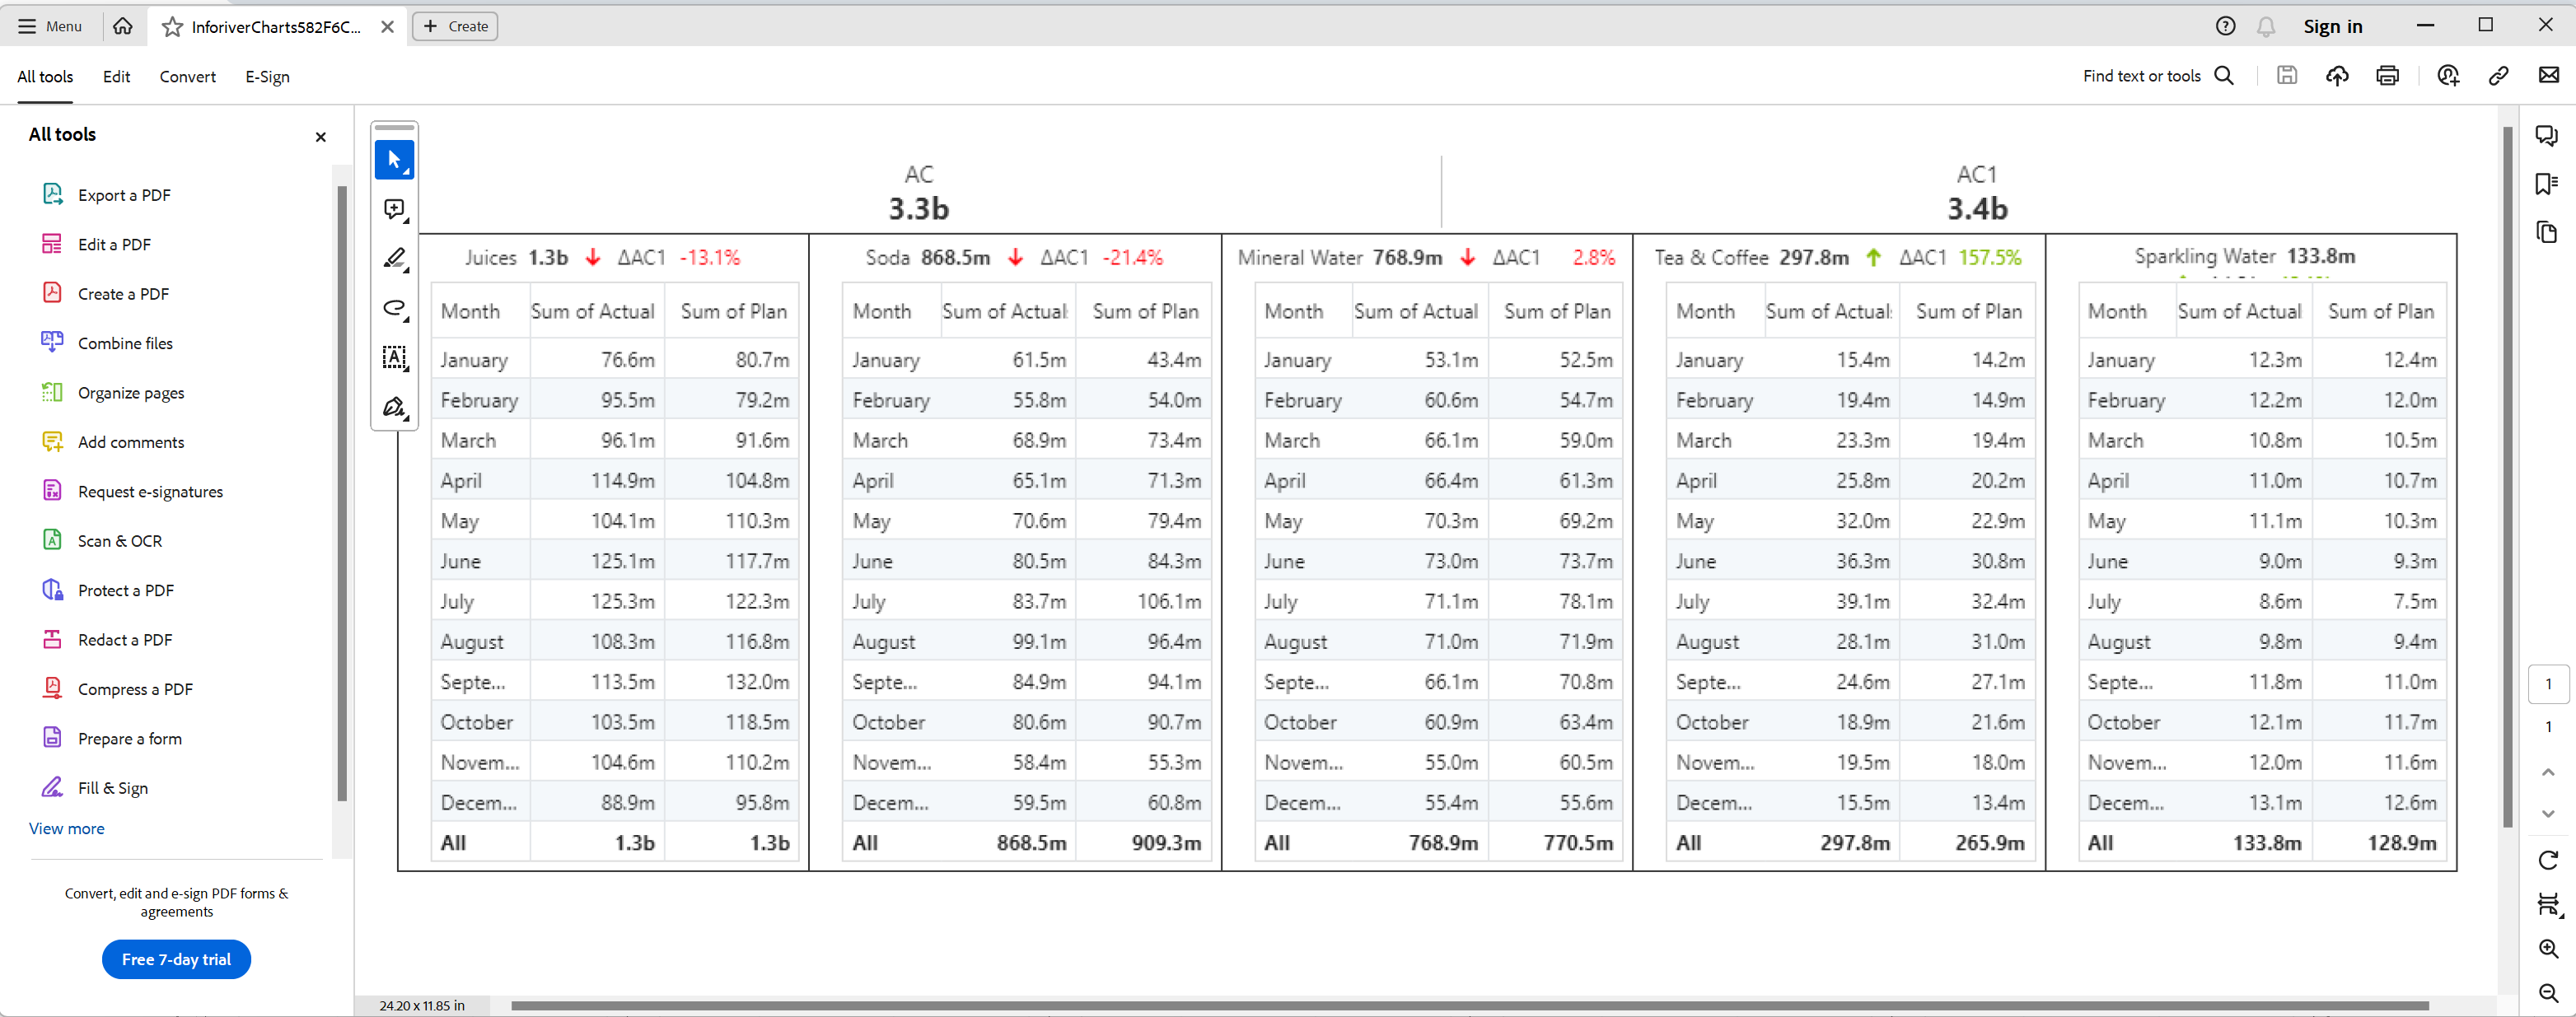 Menu InforiverCharts582F6C... + Create Sign in
All tools Edit Convert E-Sign Find text or tools
All tools
Export a PDF
Edit a PDF
Create a PDF
Combine files
Organize pages
Add comments
Request e-signatures
Scan & OCR
Protect a PDF
Redact a PDF
Compress a PDF
Prepare a form
Fill & Sign
View more
Convert, edit and e-sign PDF forms &
agreements
Free 7-day trial
AC
3.3b
AC1
3.4b
Juices 1.3b ↓ ΔAC1 -13.1%
Month Sum of Actual Sum of Plan
January 76.6m 80.7m
February 95.5m 79.2m
March 96.1m 91.6m
April 114.9m 104.8m
May 104.1m 110.3m
June 125.1m 117.7m
July 125.3m 122.3m
August 108.3m 116.8m
Septe... 113.5m 132.0m
October 103.5m 118.5m
Novem... 104.6m 110.2m
Decem... 88.9m 95.8m
All 1.3b 1.3b
Soda 868.5m ↓ ΔAC1 -21.4%
Month Sum of Actual Sum of Plan
January 61.5m 43.4m
February 55.8m 54.0m
March 68.9m 73.4m
April 65.1m 71.3m
May 70.6m 79.4m
June 80.5m 84.3m
July 83.7m 106.1m
August 99.1m 96.4m
Septe... 84.9m 94.1m
October 80.6m 90.7m
Novem... 58.4m 55.3m
Decem... 59.5m 60.8m
All 868.5m 909.3m
Mineral Water 768.9m ↓ ΔAC1 2.8%
Month Sum of Actual Sum of Plan
January 53.1m 52.5m
February 60.6m 54.7m
March 66.1m 59.0m
April 66.4m 61.3m
May 70.3m 69.2m
June 73.0m 73.7m
July 71.1m 78.1m
August 71.0m 71.9m
Septe... 66.1m 70.8m
October 60.9m 63.4m
Novem... 55.0m 60.5m
Decem... 55.4m 55.6m
All 768.9m 770.5m
Tea & Coffee 297.8m ↑ ΔAC1 157.5%
Month Sum of Actual Sum of Plan
January 15.4m 14.2m
February 19.4m 14.9m
March 23.3m 19.4m
April 25.8m 20.2m
May 32.0m 22.9m
June 36.3m 30.8m
July 39.1m 32.4m
August 28.1m 31.0m
Septe... 24.6m 27.1m
October 18.9m 21.6m
Novem... 19.5m 18.0m
Decem... 15.5m 13.4m
All 297.8m 265.9m
Sparkling Water 133.8m
Month Sum of Actual Sum of Plan
January 12.3m 12.4m
February 12.2m 12.0m
March 10.8m 10.5m
April 11.0m 10.7m
May 11.1m 10.3m
June 9.0m 9.3m
July 8.6m 7.5m
August 9.8m 9.4m
Septe... 11.8m 11.0m
October 12.1m 11.7m
Novem... 12.0m 11.6m
Decem... 13.1m 12.6m
All 133.8m 128.9m
1
1
24.20 x 11.85 in